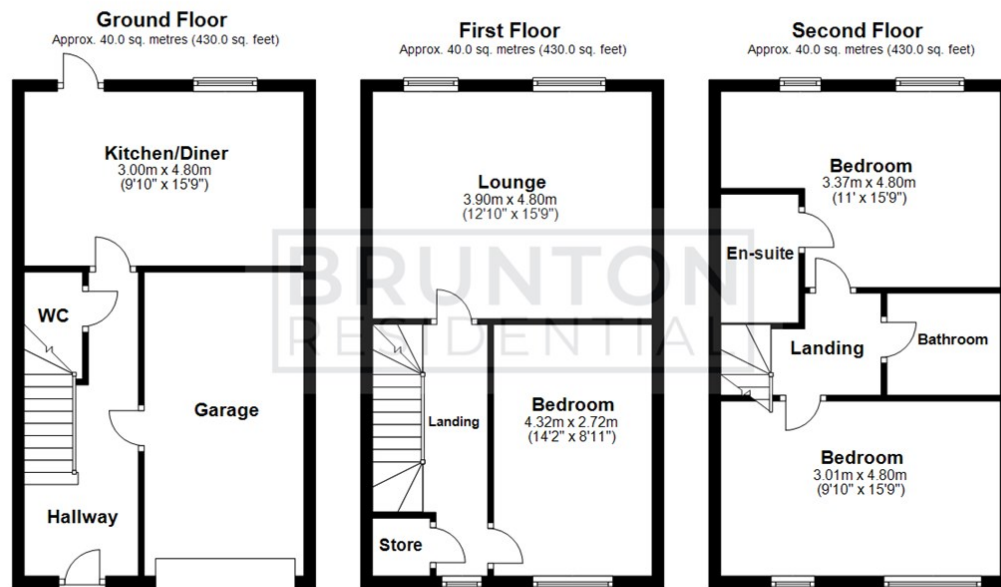 Ground Floor
Approx. 40.0 sq. metres (430.0 sq. feet)
Kitchen/Diner
3.00m x 4.80m
(9'10" x 15'9")
WC
Garage
Hallway
First Floor
Approx. 40.0 sq. metres (430.0 sq. feet)
Lounge
3.90m x 4.80m
(12'10" x 15'9")
Landing
Bedroom
4.32m x 2.72m
(14'2" x 8'11")
Store
Second Floor
Approx. 40.0 sq. metres (430.0 sq. feet)
Bedroom
3.37m x 4.80m
(11' x 15'9")
En-suite
Landing
Bathroom
Bedroom
3.01m x 4.80m
(9'10" x 15'9")
BRUNTON
RESIDENTIAL